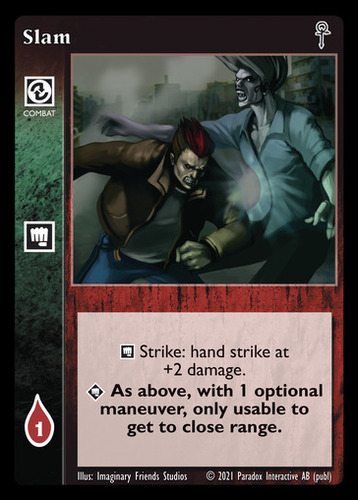 Slam
COMBAT
1
Strike: hand strike at
+2 damage.
As above, with 1 optional
maneuver, only usable to
get to close range.
Illus: Imaginary Friends Studios © 2021 Paradox Interactive AB (publ)